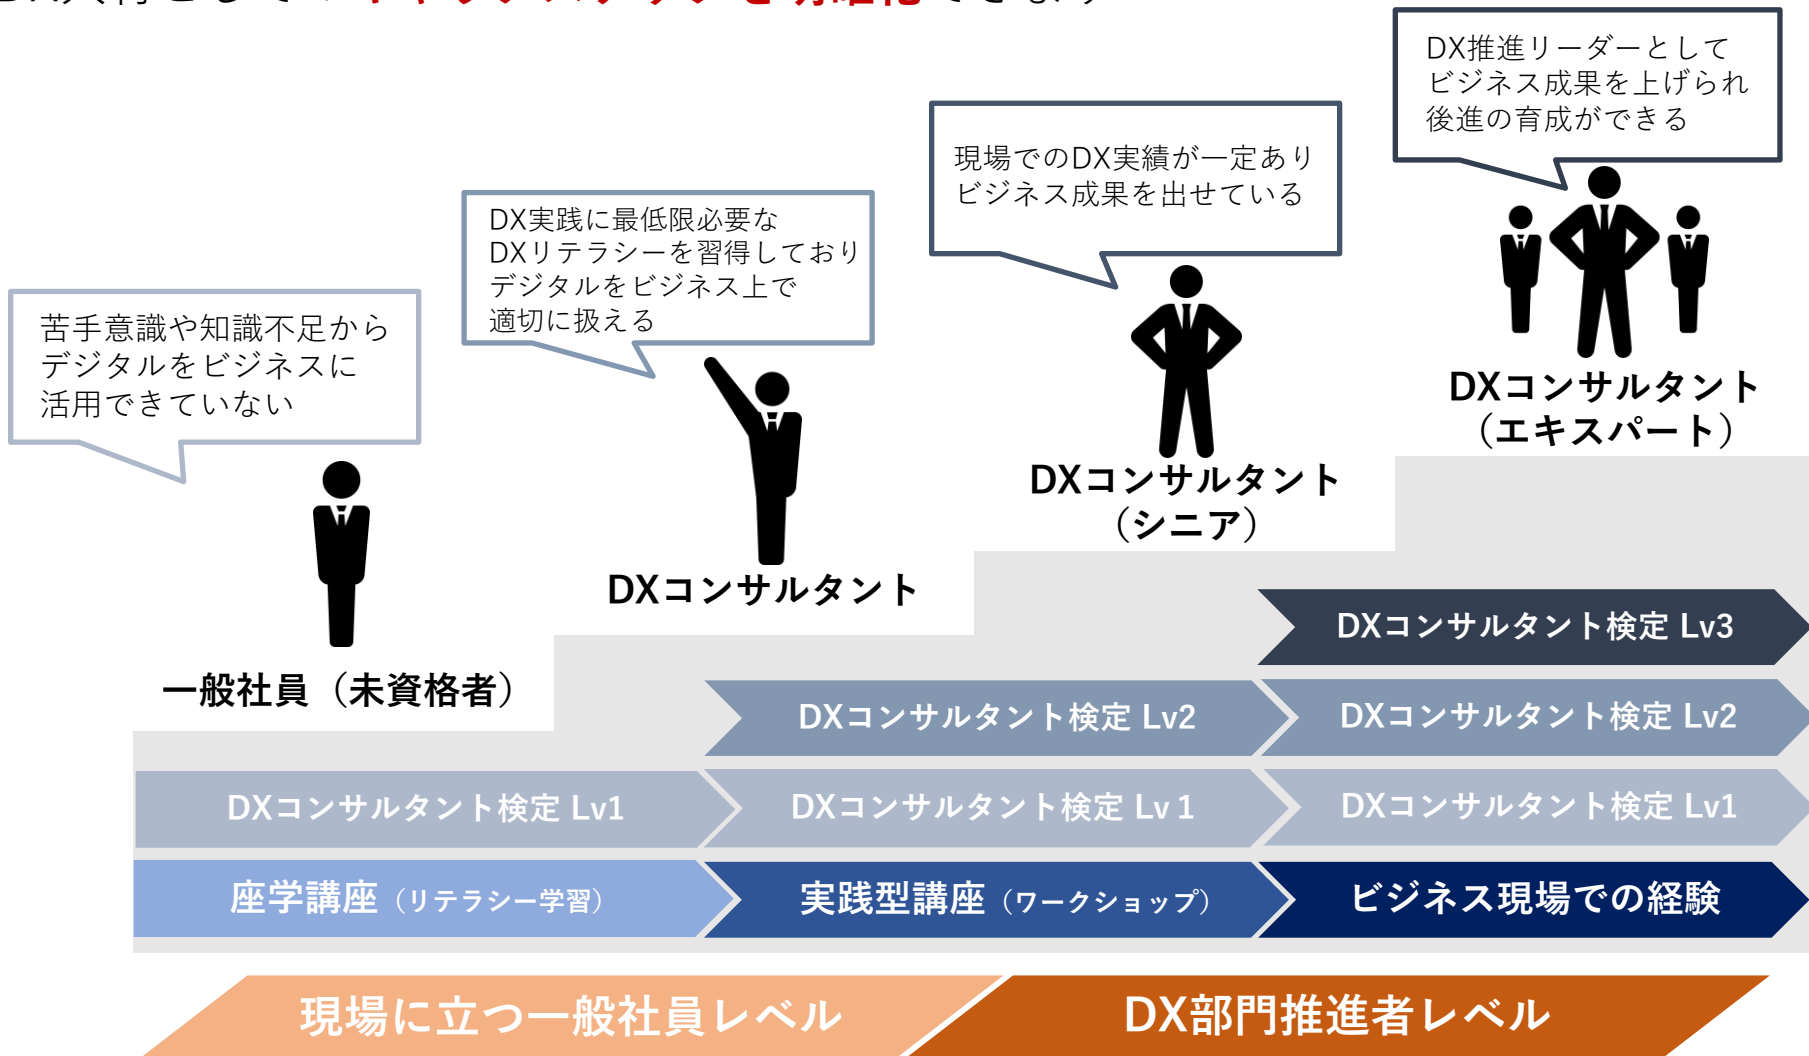 DX推進リーダーとして
ビジネス成果を上げられ
後進の育成ができる
現場でのDX実績が一定あり
ビジネス成果を出せている
DX実践に最低限必要な
DXリテラシーを習得しており
デジタルをビジネス上で
適切に扱える
苦手意識や知識不足から
デジタルをビジネスに
活用できていない
DXコンサルタント
（エキスパート）
DXコンサルタント
（シニア）
DXコンサルタント
一般社員（未資格者）
DXコンサルタント検定 Lv3
DXコンサルタント検定 Lv2
DXコンサルタント検定 Lv2
DXコンサルタント検定 Lv1
DXコンサルタント検定 Lv 1
DXコンサルタント検定 Lv1
座学講座（リテラシー学習）
実践型講座（ワークショップ）
ビジネス現場での経験
現場に立つ一般社員レベル
DX部門推進者レベル